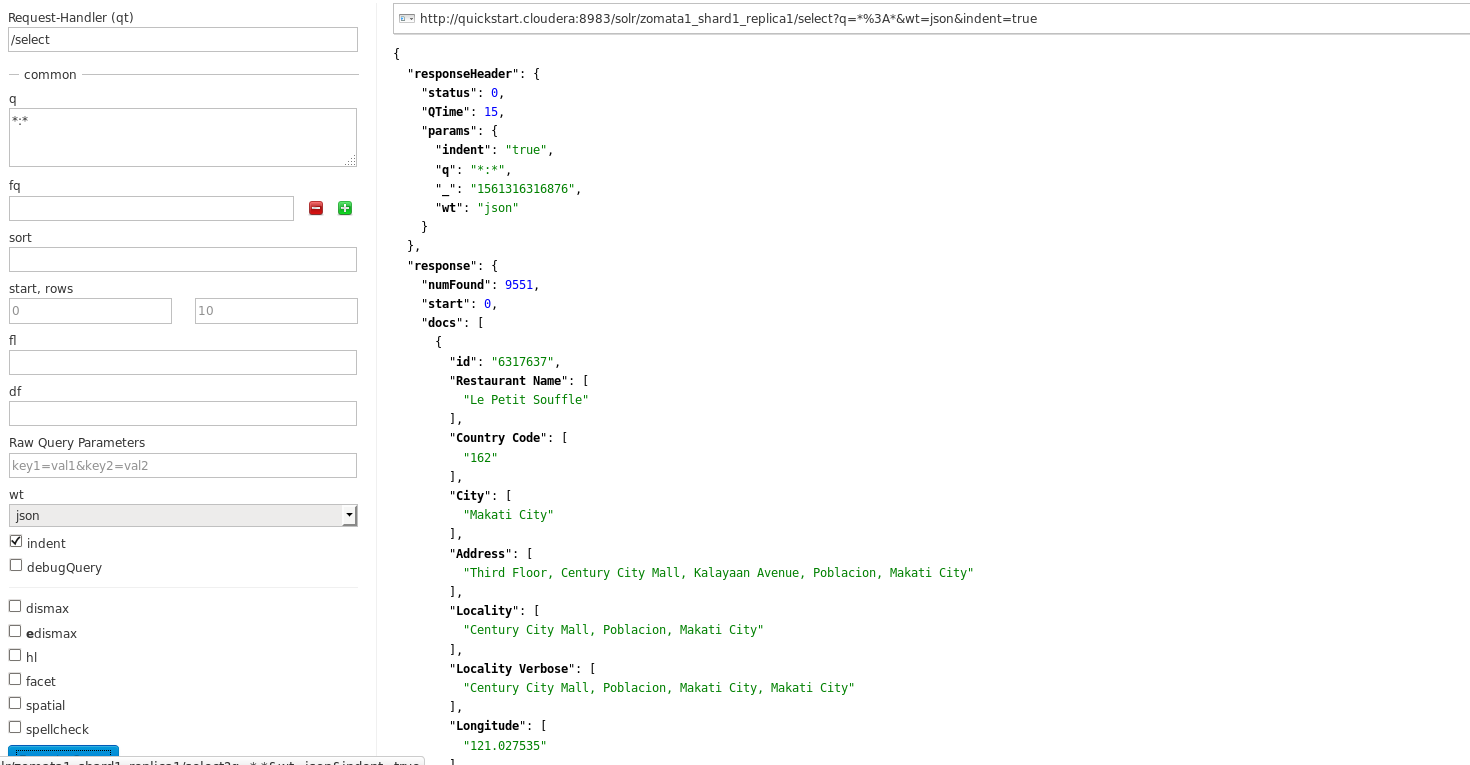 Request-Handler (qt)
/select
common
q
*:*
fq
sort
start, rows
0 10
fl
df
Raw Query Parameters
key1=val1&key2=val2
wt
json
indent
debugQuery
dismax
edismax
hl
facet
spatial
spellcheck
lr/zomata1_shard1_replica1/select?q=*:*&wt=json&indent=true
http://quickstart.cloudera:8983/solr/zomata1_shard1_replica1/select?q=*%3A*&wt=json&indent=true
{
"responseHeader": {
"status": 0,
"QTime": 15,
"params": {
"indent": "true",
"q": "*:*",
"_": "1561316316876",
"wt": "json"
}
},
"response": {
"numFound": 9551,
"start": 0,
"docs": [
{
"id": "6317637",
"Restaurant Name": [
"Le Petit Souffle"
],
"Country Code": [
"162"
],
"City": [
"Makati City"
],
"Address": [
"Third Floor, Century City Mall, Kalayaan Avenue, Poblacion, Makati City"
],
"Locality": [
"Century City Mall, Poblacion, Makati City"
],
"Locality Verbose": [
"Century City Mall, Poblacion, Makati City, Makati City"
],
"Longitude": [
"121.027535"
]